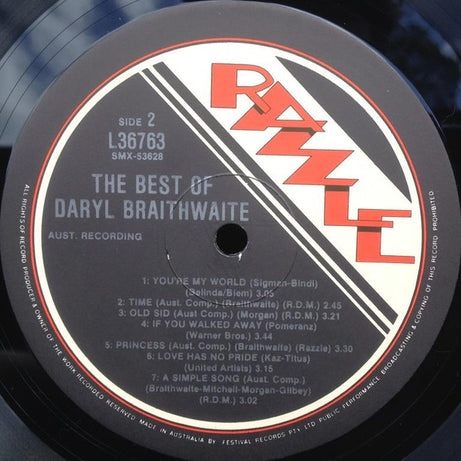 RAZZLE
SIDE 2
L36763
SMX-53628
THE BEST OF
DARYL BRAITHWAITE
AUST. RECORDING
1: YOU'RE MY WORLD (Sigman-Bindi)
(Belinda/Biem) 3.05
2: TIME (Aust. Comp.) (Braithwaite) (R.D.M.) 2.45
3: OLD SID (Aust. Comp.) (Morgan) (R.D.M.) 3.21
4: IF YOU WALKED AWAY (Pomeranz)
(Warner Bros.) 3.44
5: PRINCESS (Aust. Comp.) (Braithwaite) (Razzle) 3.30
6: LOVE HAS NO PRIDE (Kaz-Titus)
(United Artists) 3.15
7: A SIMPLE SONG (Aust. Comp.)
(Braithwaite-Mitchell-Morgan-Gilbey)
(R.D.M.) 3.02
ALL RIGHTS OF RECORD PRODUCER & OWNER OF THE WORK RECORDED RESERVED MADE IN AUSTRALIA BY FESTIVAL RECORDS PTY LTD PUBLIC PERFORMANCE BROADCASTING & COPYING OF THIS RECORD PROHIBITED